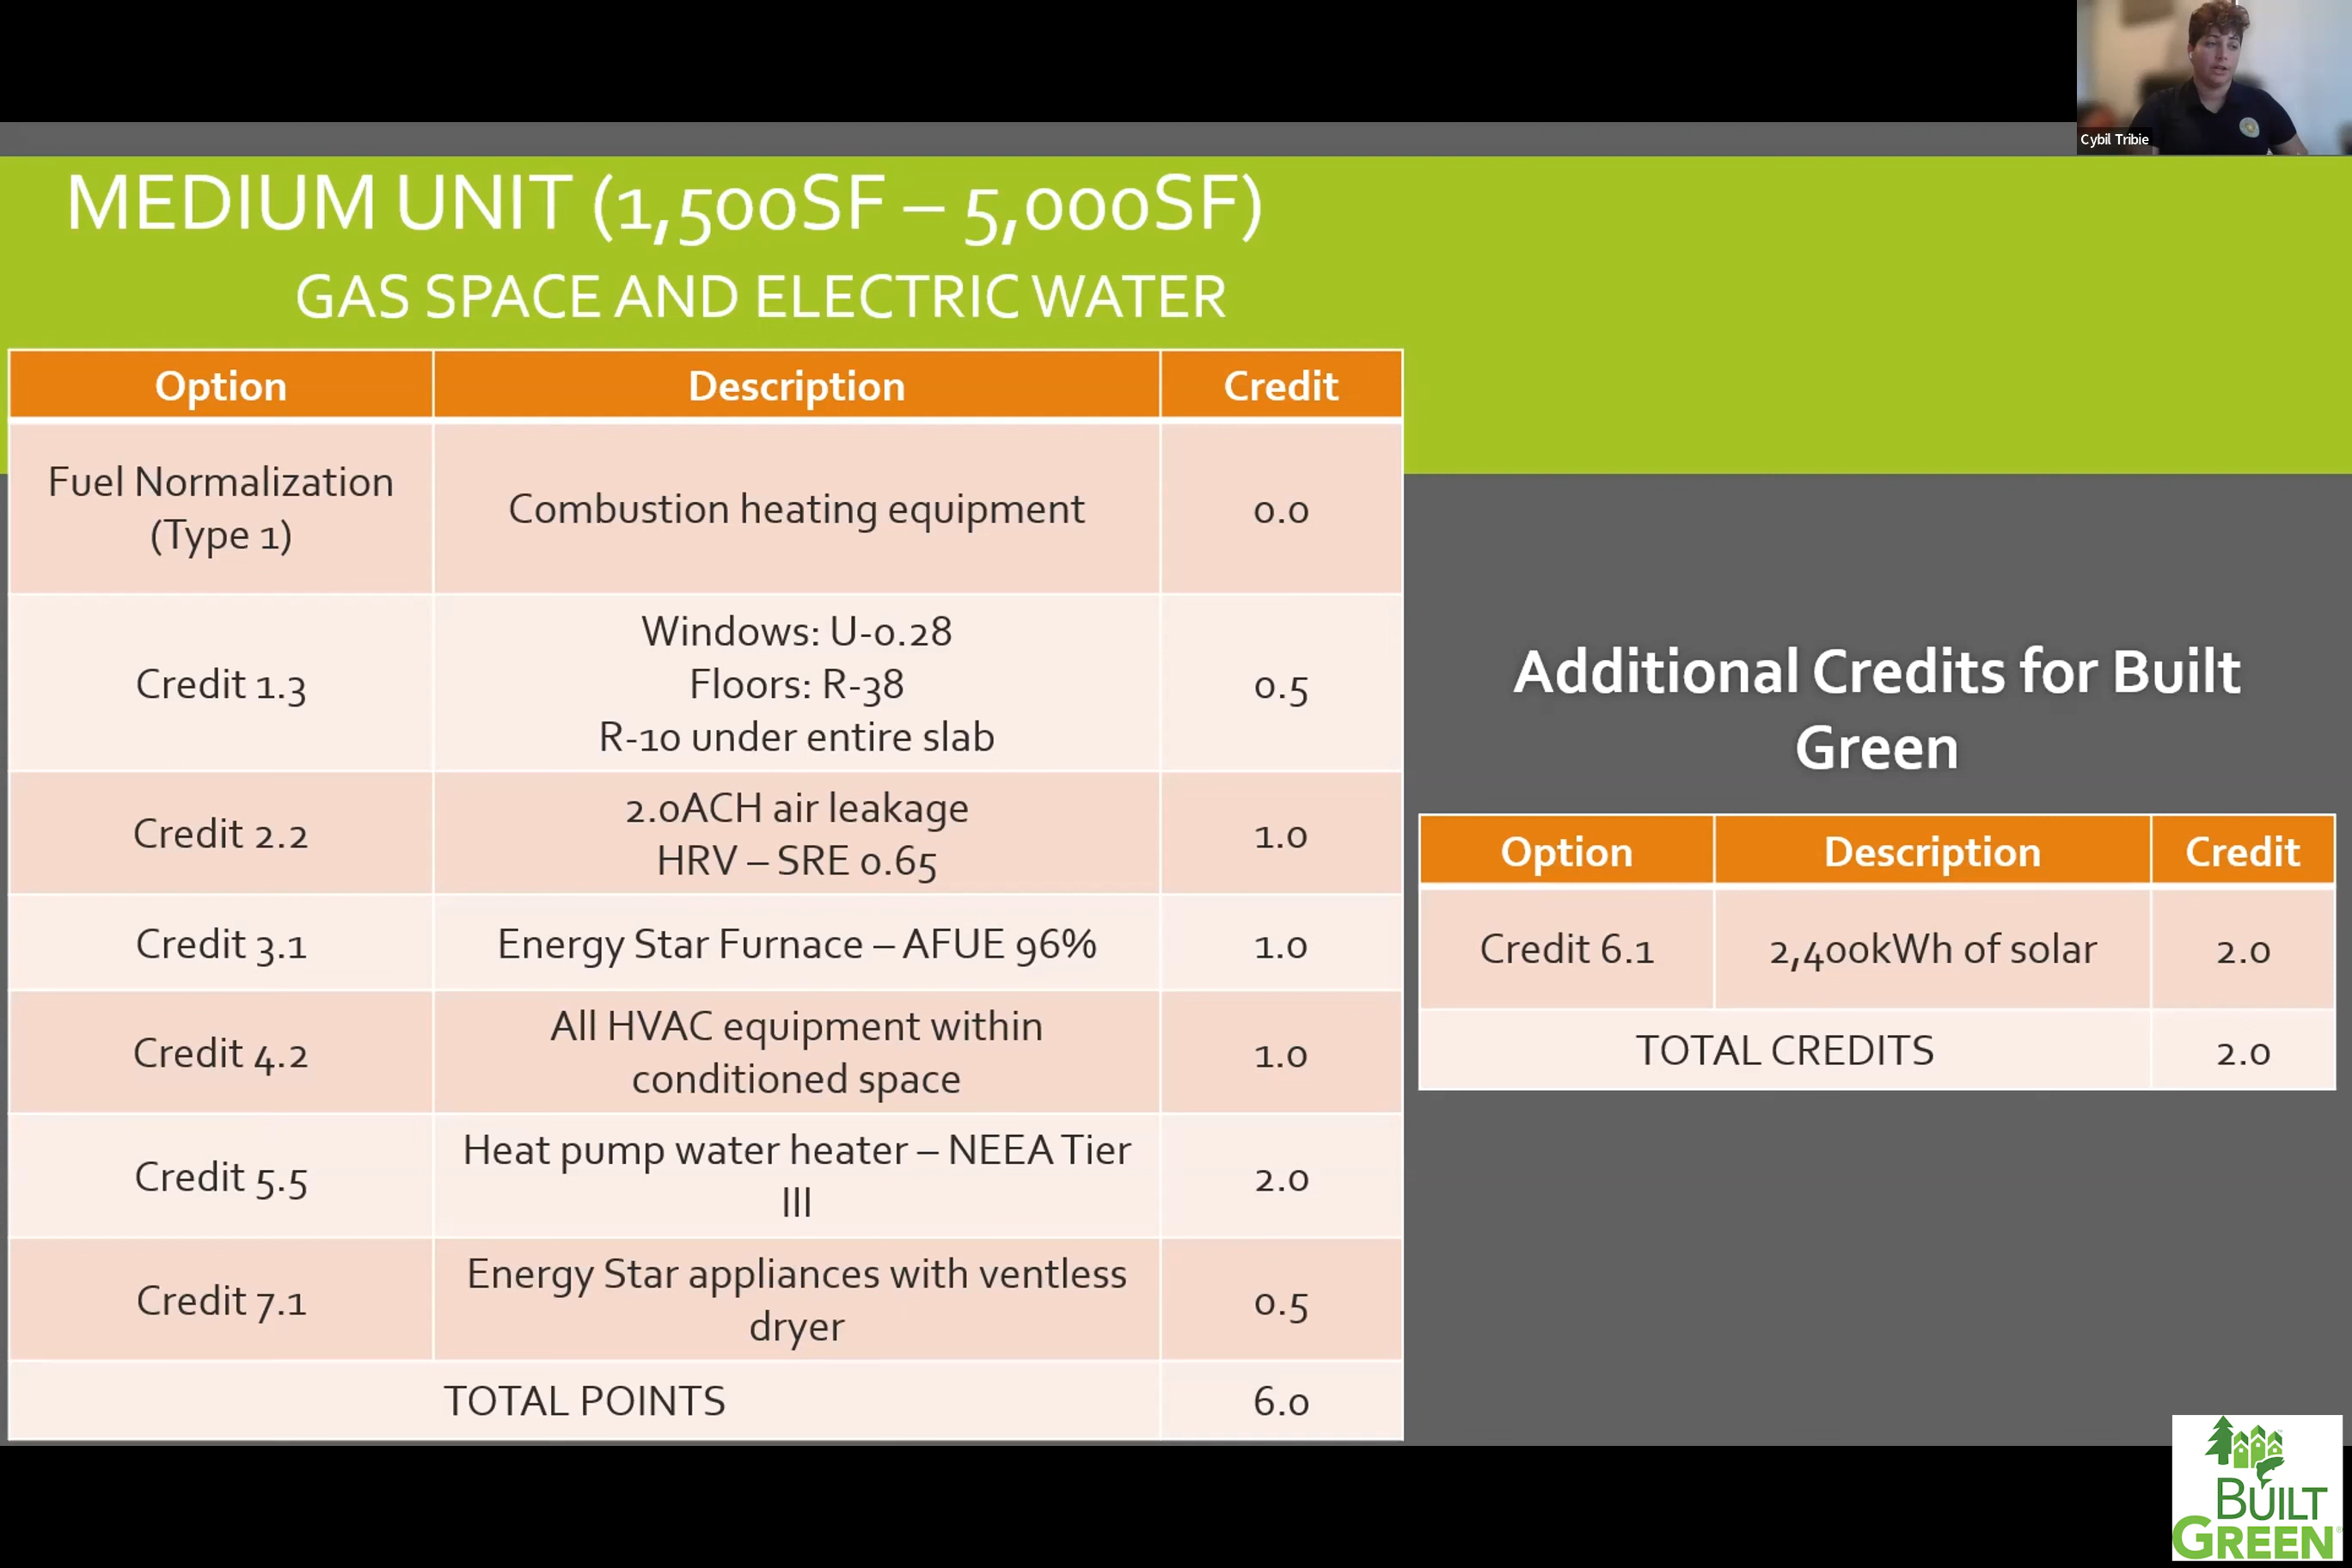 Cybil Tribie
MEDIUM UNIT (1,500SF – 5,000SF)
GAS SPACE AND ELECTRIC WATER
Option Description Credit
Fuel Normalization
(Type 1)
Combustion heating equipment
0.0
Credit 1.3
Windows: U-0.28
Floors: R-38
R-10 under entire slab
0.5
Credit 2.2
2.0ACH air leakage
HRV – SRE 0.65
1.0
Credit 3.1
Energy Star Furnace – AFUE 96%
1.0
Credit 4.2
All HVAC equipment within
conditioned space
1.0
Credit 5.5
Heat pump water heater – NEEA Tier
III
2.0
Credit 7.1
Energy Star appliances with ventless
dryer
0.5
TOTAL POINTS 6.0
Additional Credits for Built
Green
Option Description Credit
Credit 6.1 2,400kWh of solar 2.0
TOTAL CREDITS 2.0
BUILT
GREEN®